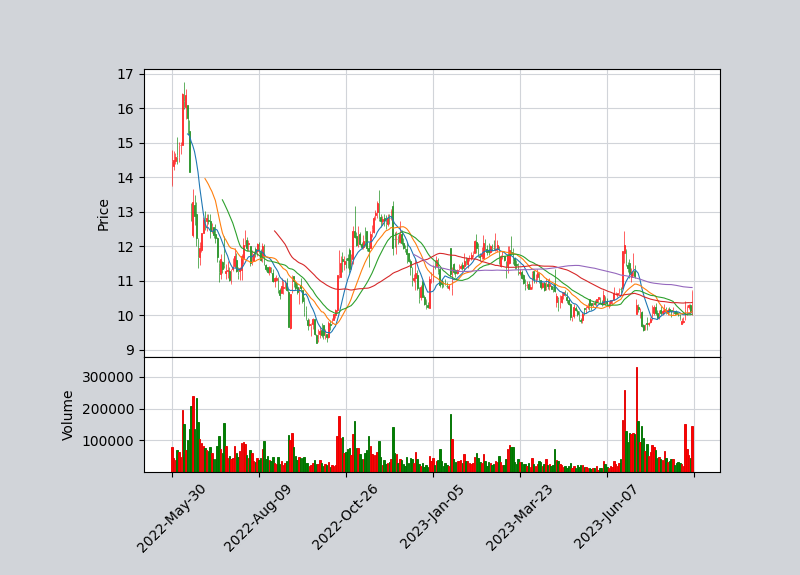 17
16
15
14
13
12
11
10
9
Price
300000
200000
100000
Volume
2022-May-30
2022-Aug-09
2022-Oct-26
2023-Jan-05
2023-Mar-23
2023-Jun-07